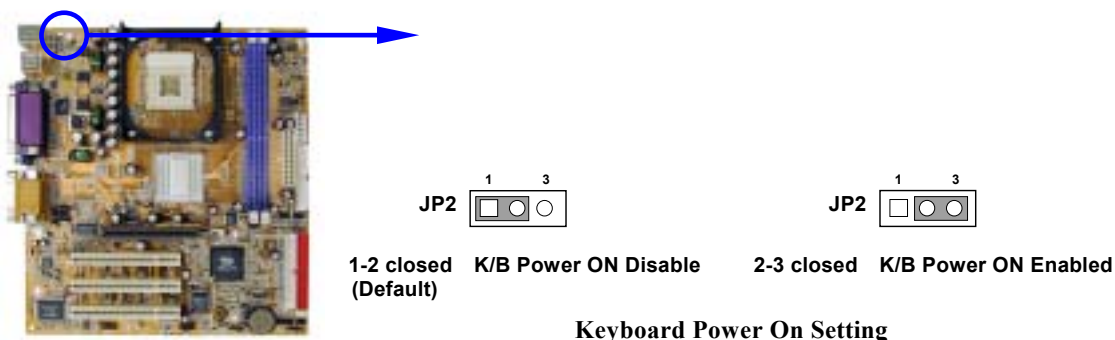 1 3
JP2
1-2 closed K/B Power ON Disable
(Default)
1 3
JP2
2-3 closed K/B Power ON Enabled
Keyboard Power On Setting